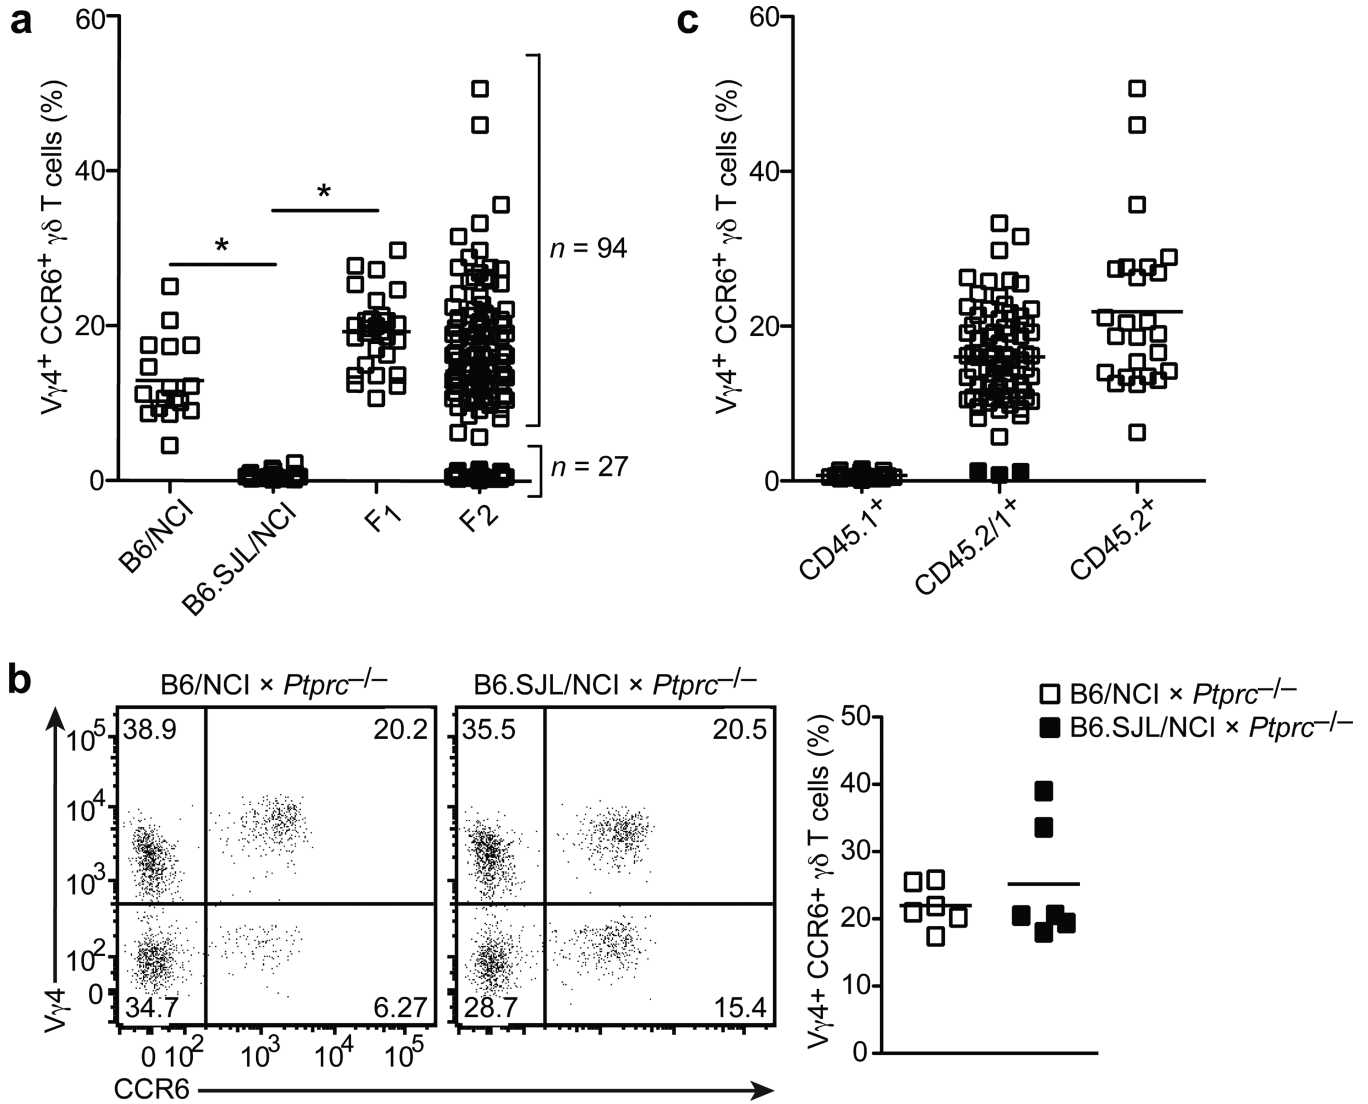 a
Vγ4⁺ CCR6⁺ γδ T cells (%)
60
40
20
0
*
*
n = 94
n = 27
B6/NCI
B6.SJL/NCI
F1
F2
c
Vγ4⁺ CCR6⁺ γδ T cells (%)
60
40
20
0
CD45.1⁺
CD45.2/1⁺
CD45.2⁺
b
B6/NCI × Ptprc–/–
B6.SJL/NCI × Ptprc–/–
38.9
20.2
34.7
6.27
35.5
20.5
28.7
15.4
10⁵
10⁴
10³
10²
0
Vγ4
0 10² 10³ 10⁴ 10⁵
CCR6
B6/NCI × Ptprc–/–
B6.SJL/NCI × Ptprc–/–
Vγ4+ CCR6+ γδ T cells (%)
50
40
30
20
10
0